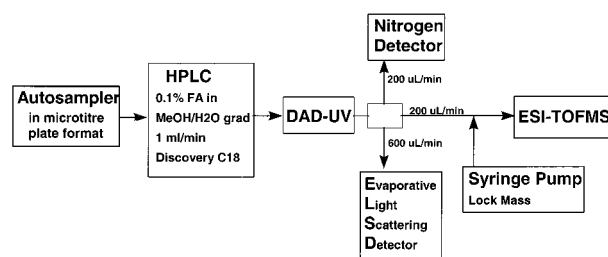 Nitrogen
Detector
200 uL/min
HPLC
0.1% FA in
MeOH/H2O grad
1 ml/min
Discovery C18
Autosampler
in microtitre
plate format
DAD-UV
200 uL/min
ESI-TOFMS
600 uL/min
Evaporative
Light
Scattering
Detector
Syringe Pump
Lock Mass